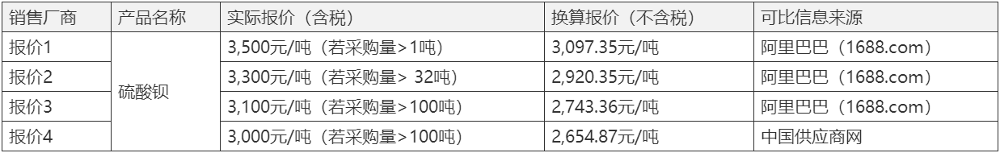 销售厂商 产品名称 实际报价（含税） 换算报价（不含税） 可比信息来源
报价1 3,500元/吨（若采购量>1吨） 3,097.35元/吨 阿里巴巴（1688.com）
报价2 3,300元/吨（若采购量> 32吨） 2,920.35元/吨 阿里巴巴（1688.com）
硫酸钡
报价3 3,100元/吨（若采购量>100吨） 2,743.36元/吨 阿里巴巴（1688.com）
报价4 3,000元/吨（若采购量>100吨） 2,654.87元/吨 中国供应商网